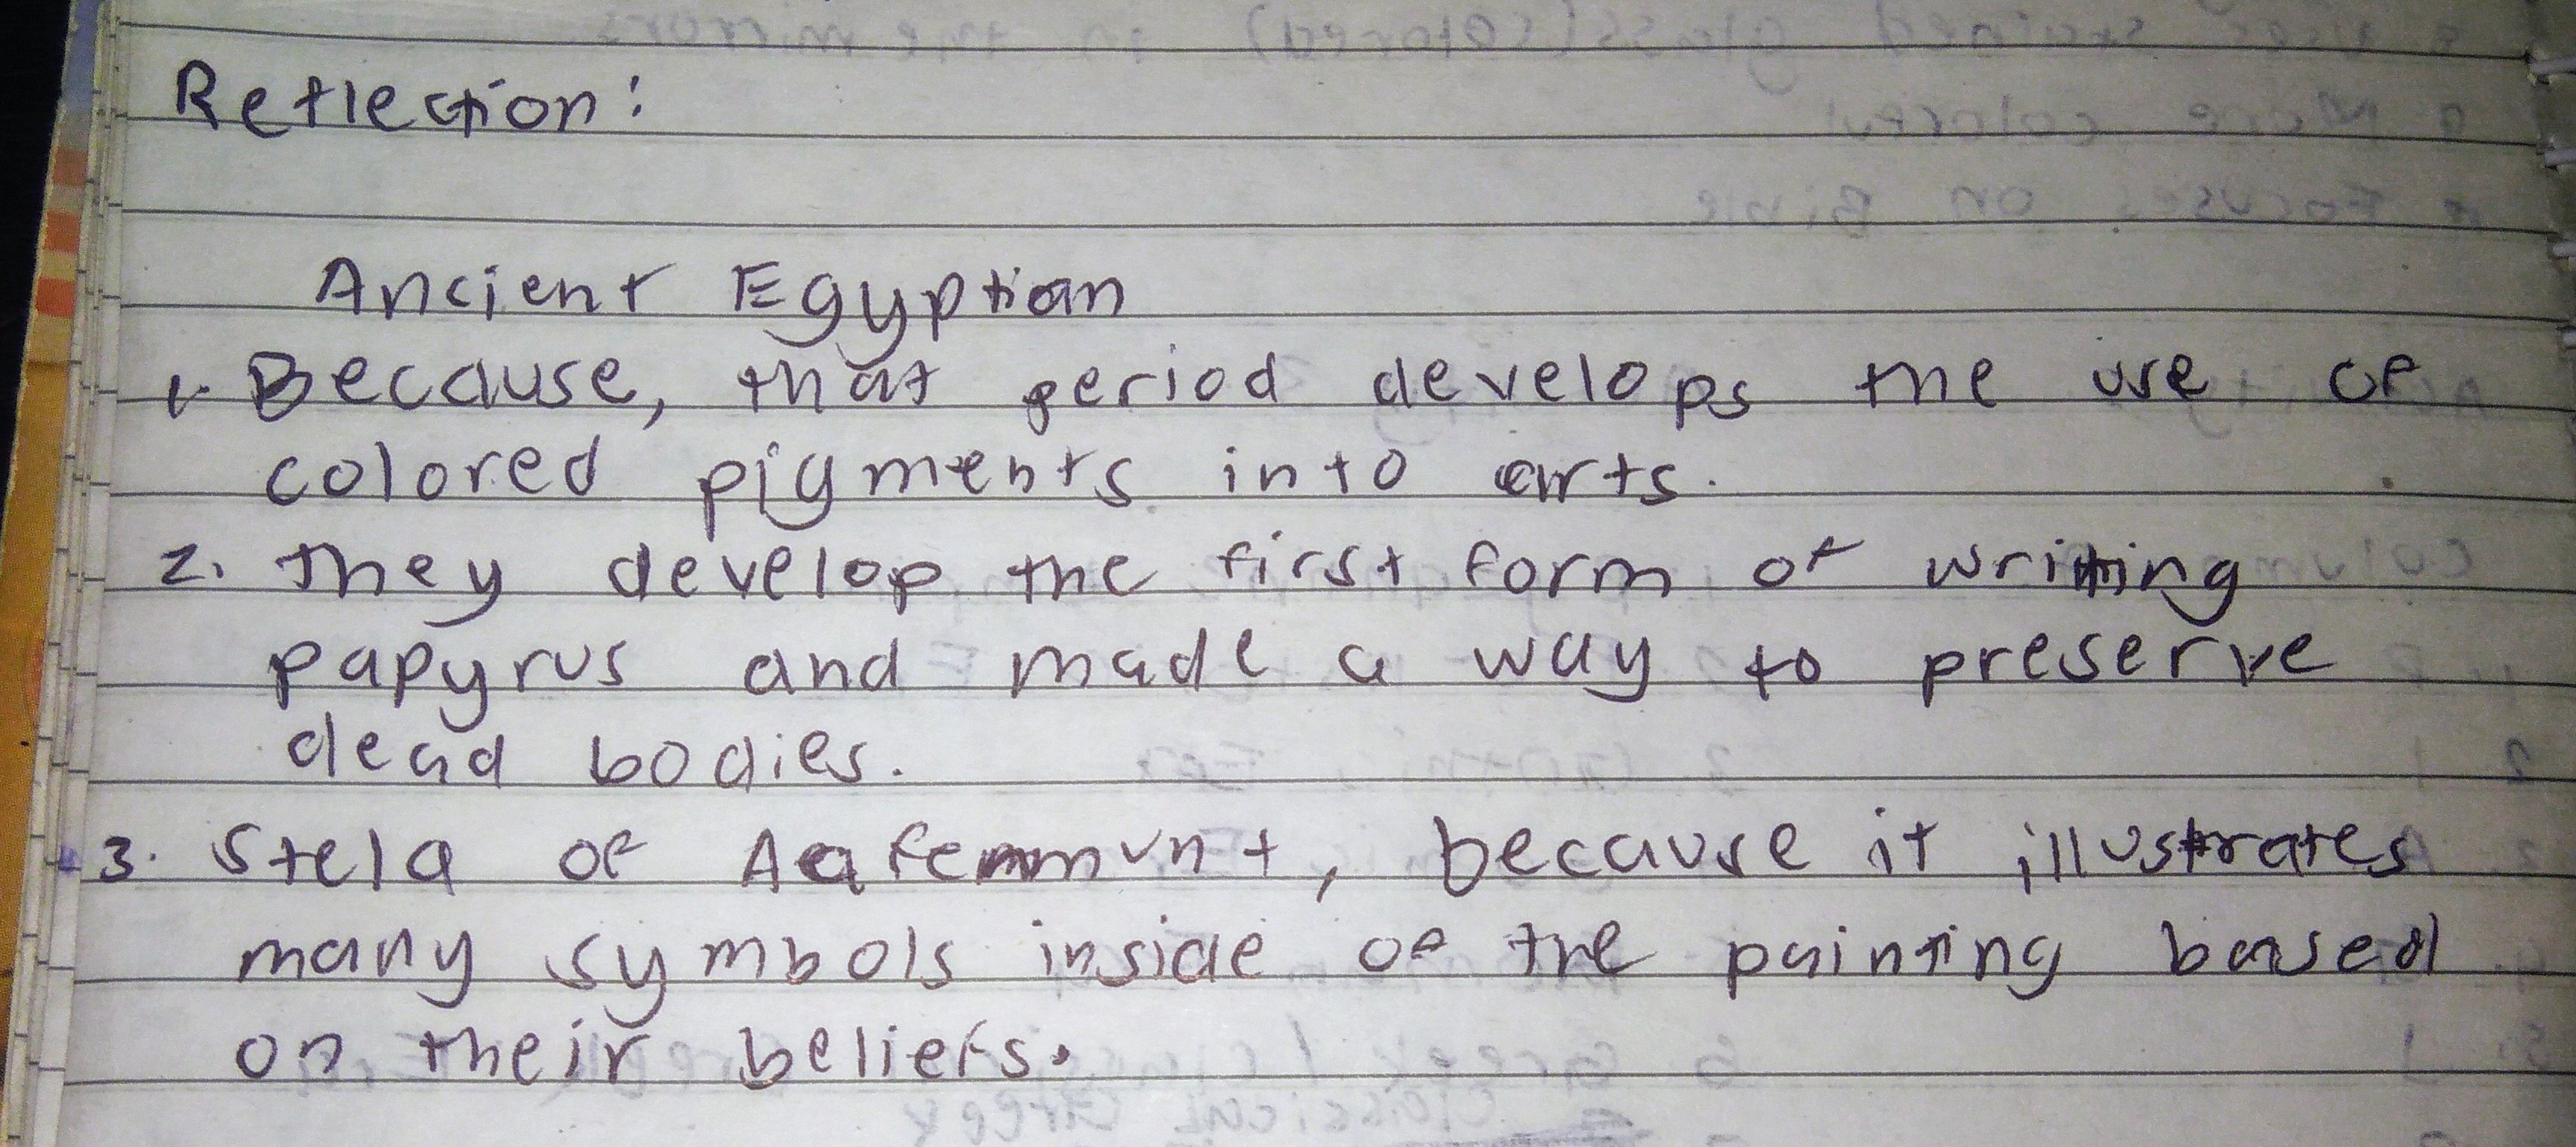 Reflection:
Ancient Egyptian
1. Because, that period develops the use of
colored pigments into arts.
2. They develop the first form of writing
papyrus and made a way to preserve
dead bodies.
3. Stela of Aafenmunt, because it illustrates
many symbols inside of the painting based
on their beliefs.